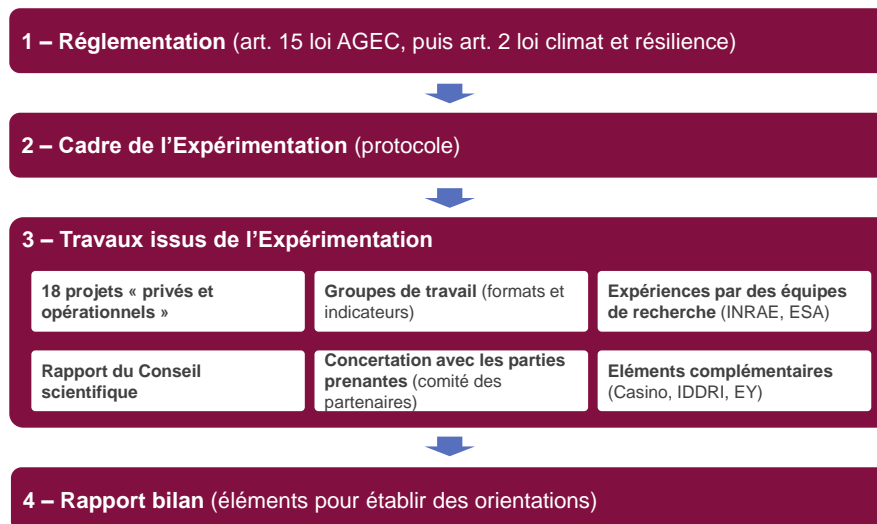 1 – Réglementation (art. 15 loi AGEC, puis art. 2 loi climat et résilience)
2 – Cadre de l’Expérimentation (protocole)
3 – Travaux issus de l’Expérimentation
18 projets « privés et
opérationnels »
Groupes de travail (formats et
indicateurs)
Expériences par des équipes
de recherche (INRAE, ESA)
Rapport du Conseil
scientifique
Concertation avec les parties
prenantes (comité des
partenaires)
Eléments complémentaires
(Casino, IDDRI, EY)
4 – Rapport bilan (éléments pour établir des orientations)